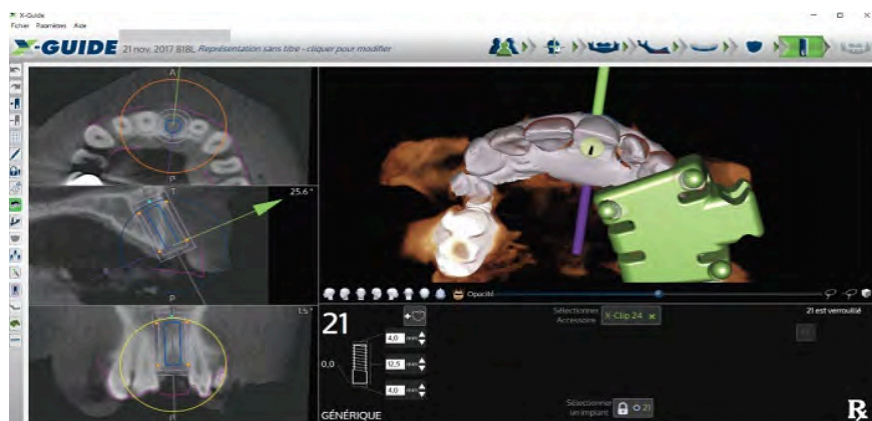 X-Guide
Fichier Paramètres Aide
X-GUIDE 21 nov. 2017 818L Représentation sans titre - cliquer pour modifier
A
P
T
25.6 °
P
1.5 °
Opacité
21
Sélectionner Accessoire
X-Clip 24 ×
21 est verrouillé
4,0 mm
0,0
12,5 mm
4,0 mm
GÉNÉRIQUE
Sélectionner un implant
21